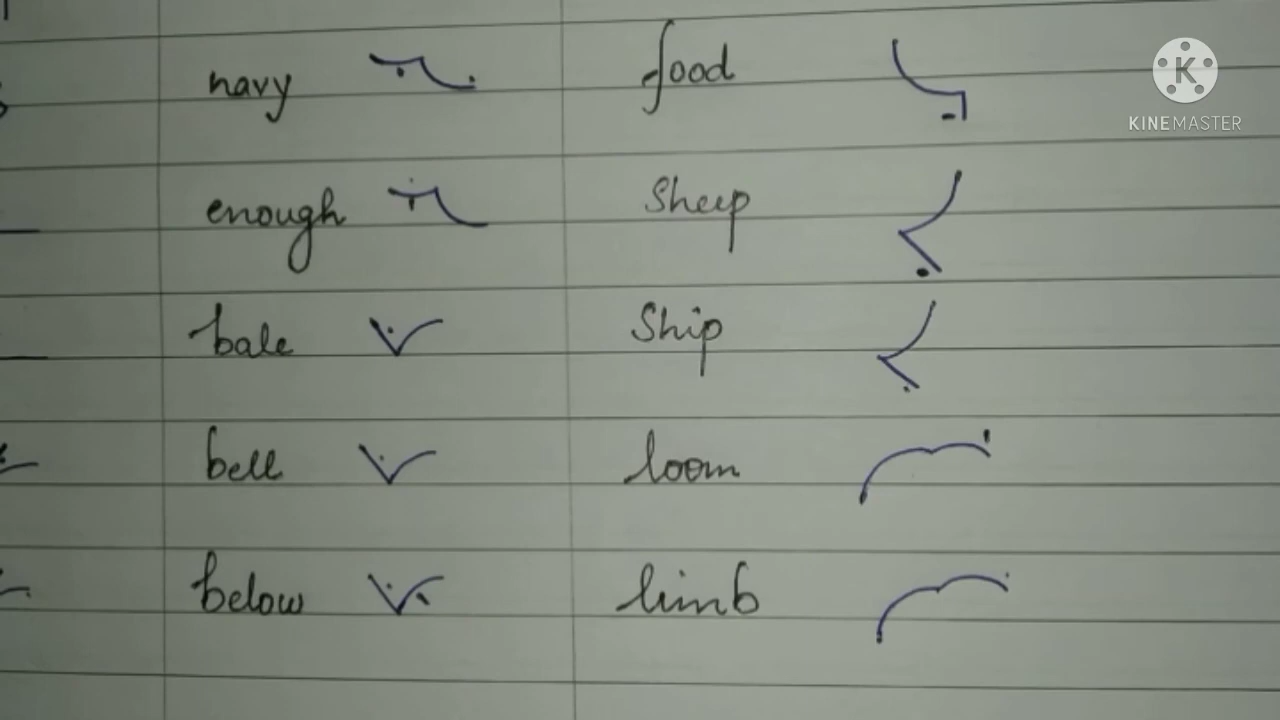 navy food
enough Sheep
bale Ship
bell loom
below limb
K
KINEMASTER